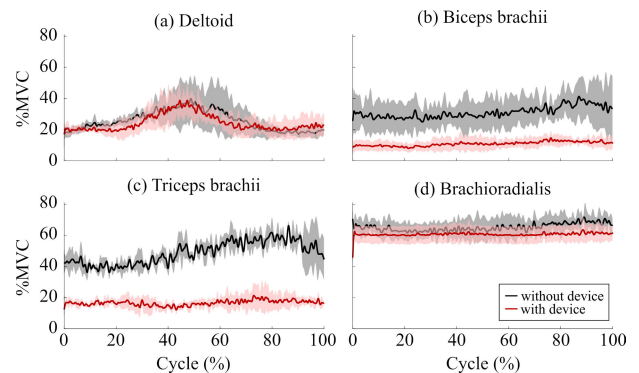 (a) Deltoid
(b) Biceps brachii
%MVC
80
60
40
20
0
(c) Triceps brachii
(d) Brachioradialis
%MVC
80
60
40
20
0
without device
with device
0 20 40 60 80 100
0 20 40 60 80 100
Cycle (%)
Cycle (%)